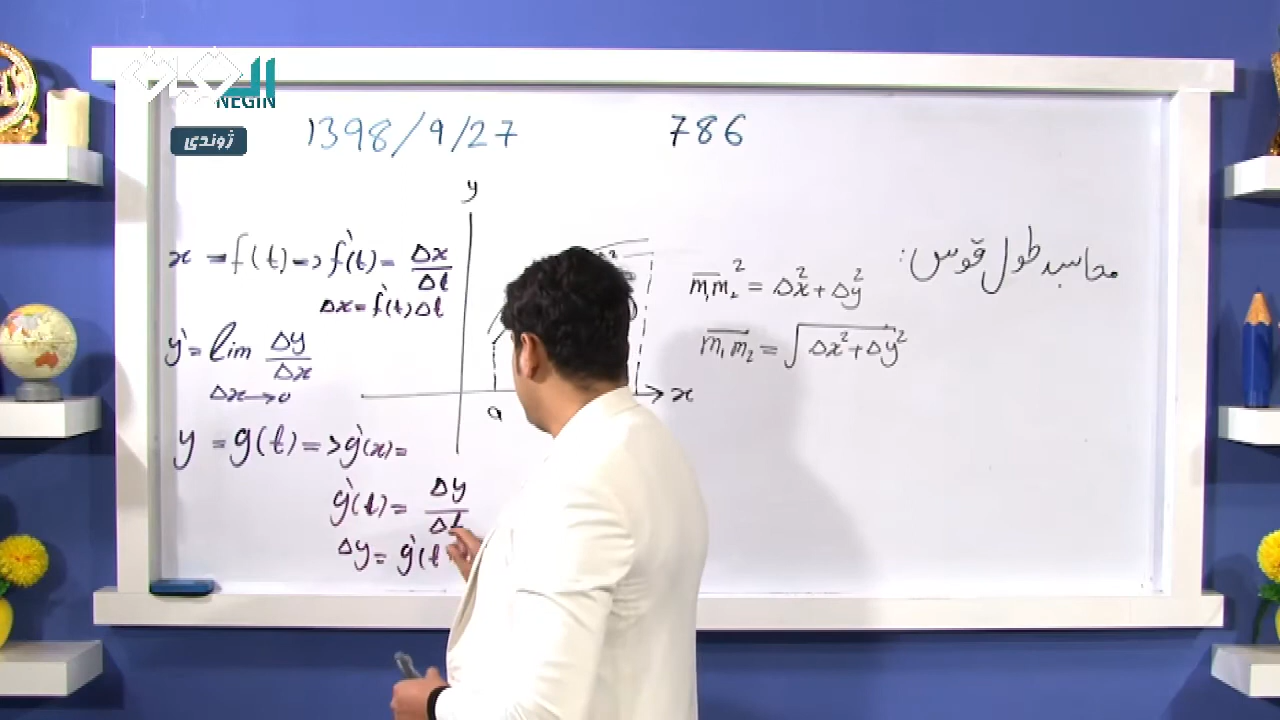 NEGIN
ژوندی
1398/9/27
786
محاسبه طول قوس:
y
x = f(t) => f`(t) = Δx/Δt
Δx = f`(t) Δt
y` = lim Δy/Δx
Δx→0
y = g(t) => g`(x) =
g`(t) = Δy/Δt
Δy = g`(t
a
x
m₁m₂² = Δx² + Δy²
m₁m₂ = √Δx² + Δy²